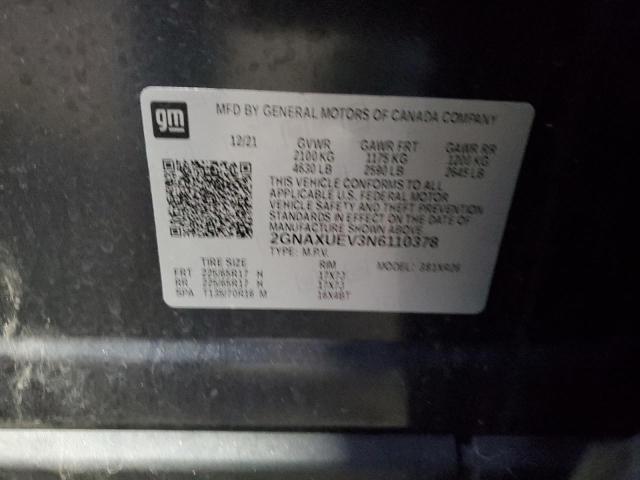 gm
MFD BY GENERAL MOTORS OF CANADA COMPANY
12/21 GVWR GAWR FRT GAWR RR
2100 KG 1175 KG 1200 KG
4630 LB 2590 LB 2645 LB
THIS VEHICLE CONFORMS TO ALL
APPLICABLE U.S. FEDERAL MOTOR
VEHICLE SAFETY AND THEFT PREVENTION
STANDARDS IN EFFECT ON THE DATE OF
MANUFACTURE SHOWN ABOVE.
2GNAXUEV3N6110378
TYPE: M.P.V.
TIRE SIZE RIM MODEL:
FRT 225/65R17 H 17X7J
RR 225/65R17 H 17X7J
SPA T135/70R16 M 16X4BT